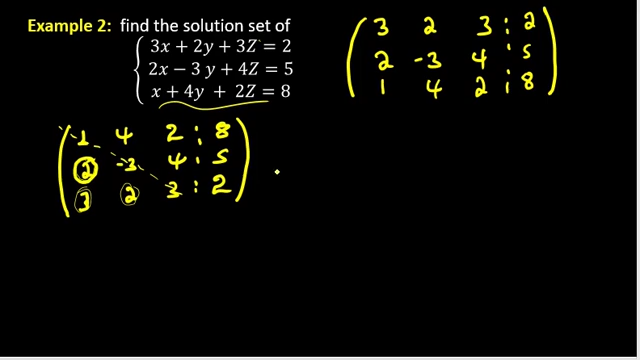 Example 2: find the solution set of
3x + 2y + 3Z = 2
2x − 3 y + 4Z = 5
x + 4y + 2Z = 8
3 2 3 : 2
2 -3 4 : 5
1 4 2 : 8
1 4 2 : 8
2 -3 4 : 5
3 2 3 : 2